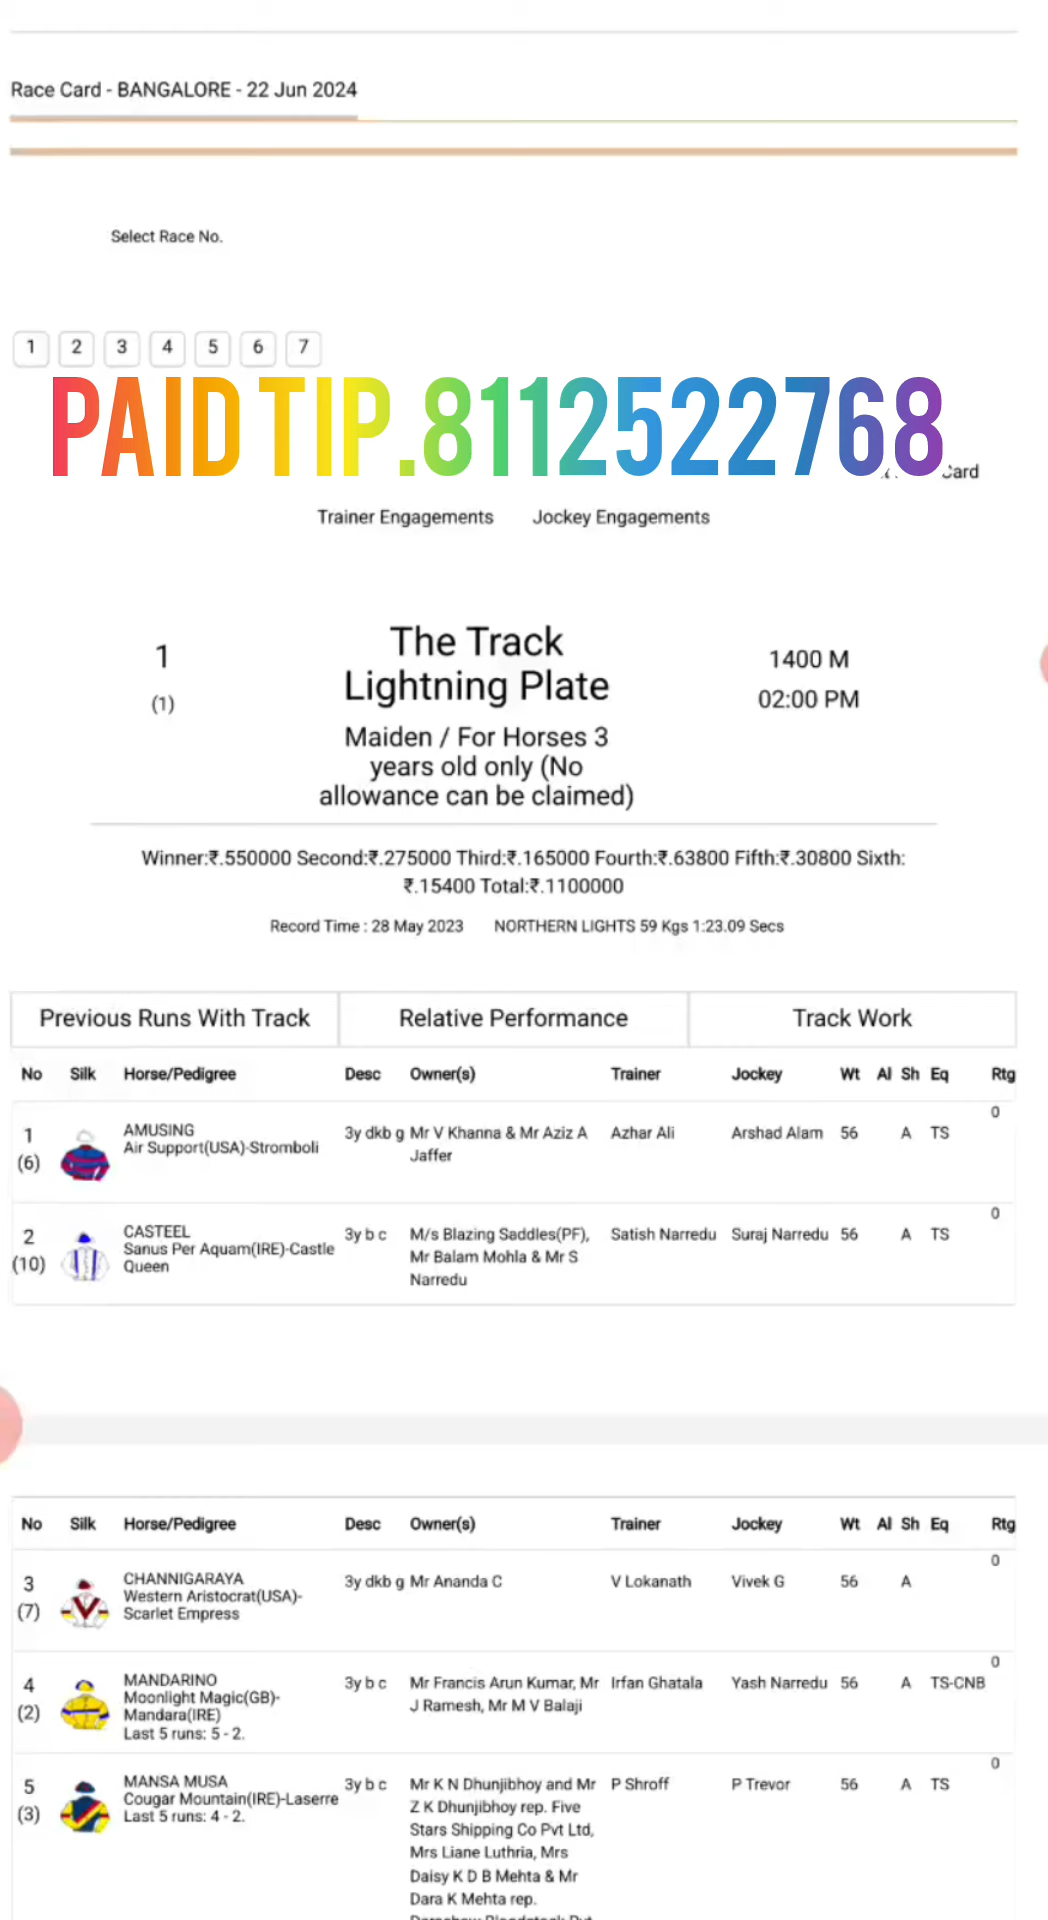 Race Card - BANGALORE - 22 Jun 2024
Select Race No.
1 2 3 4 5 6 7
PAID TIP.8112522768
Card
Trainer Engagements Jockey Engagements
1 The Track 1400 M
(1) Lightning Plate 02:00 PM
Maiden / For Horses 3
years old only (No
allowance can be claimed)
Winner:₹.550000 Second:₹.275000 Third:₹.165000 Fourth:₹.63800 Fifth:₹.30800 Sixth:
₹.15400 Total:₹.1100000
Record Time : 28 May 2023 NORTHERN LIGHTS 59 Kgs 1:23.09 Secs
Previous Runs With Track Relative Performance Track Work
No Silk Horse/Pedigree Desc Owner(s) Trainer Jockey Wt Al Sh Eq Rtg
0
1 AMUSING 3y dkb g Mr V Khanna & Mr Aziz A Azhar Ali Arshad Alam 56 A TS
(6) Air Support(USA)-Stromboli Jaffer
0
2 CASTEEL 3y b c M/s Blazing Saddles(PF), Satish Narredu Suraj Narredu 56 A TS
(10) Sanus Per Aquam(IRE)-Castle Mr Balam Mohla & Mr S
Queen Narredu
No Silk Horse/Pedigree Desc Owner(s) Trainer Jockey Wt Al Sh Eq Rtg
0
3 CHANNIGARAYA 3y dkb g Mr Ananda C V Lokanath Vivek G 56 A
(7) Western Aristocrat(USA)-
Scarlet Empress
0
4 MANDARINO 3y b c Mr Francis Arun Kumar, Mr Irfan Ghatala Yash Narredu 56 A TS-CNB
(2) Moonlight Magic(GB)- J Ramesh, Mr M V Balaji
Mandara(IRE)
Last 5 runs: 5 - 2.
0
5 MANSA MUSA 3y b c Mr K N Dhunjibhoy and Mr P Shroff P Trevor 56 A TS
(3) Cougar Mountain(IRE)-Laserre Z K Dhunjibhoy rep. Five
Last 5 runs: 4 - 2. Stars Shipping Co Pvt Ltd,
Mrs Liane Luthria, Mrs
Daisy K D B Mehta & Mr
Dara K Mehta rep.